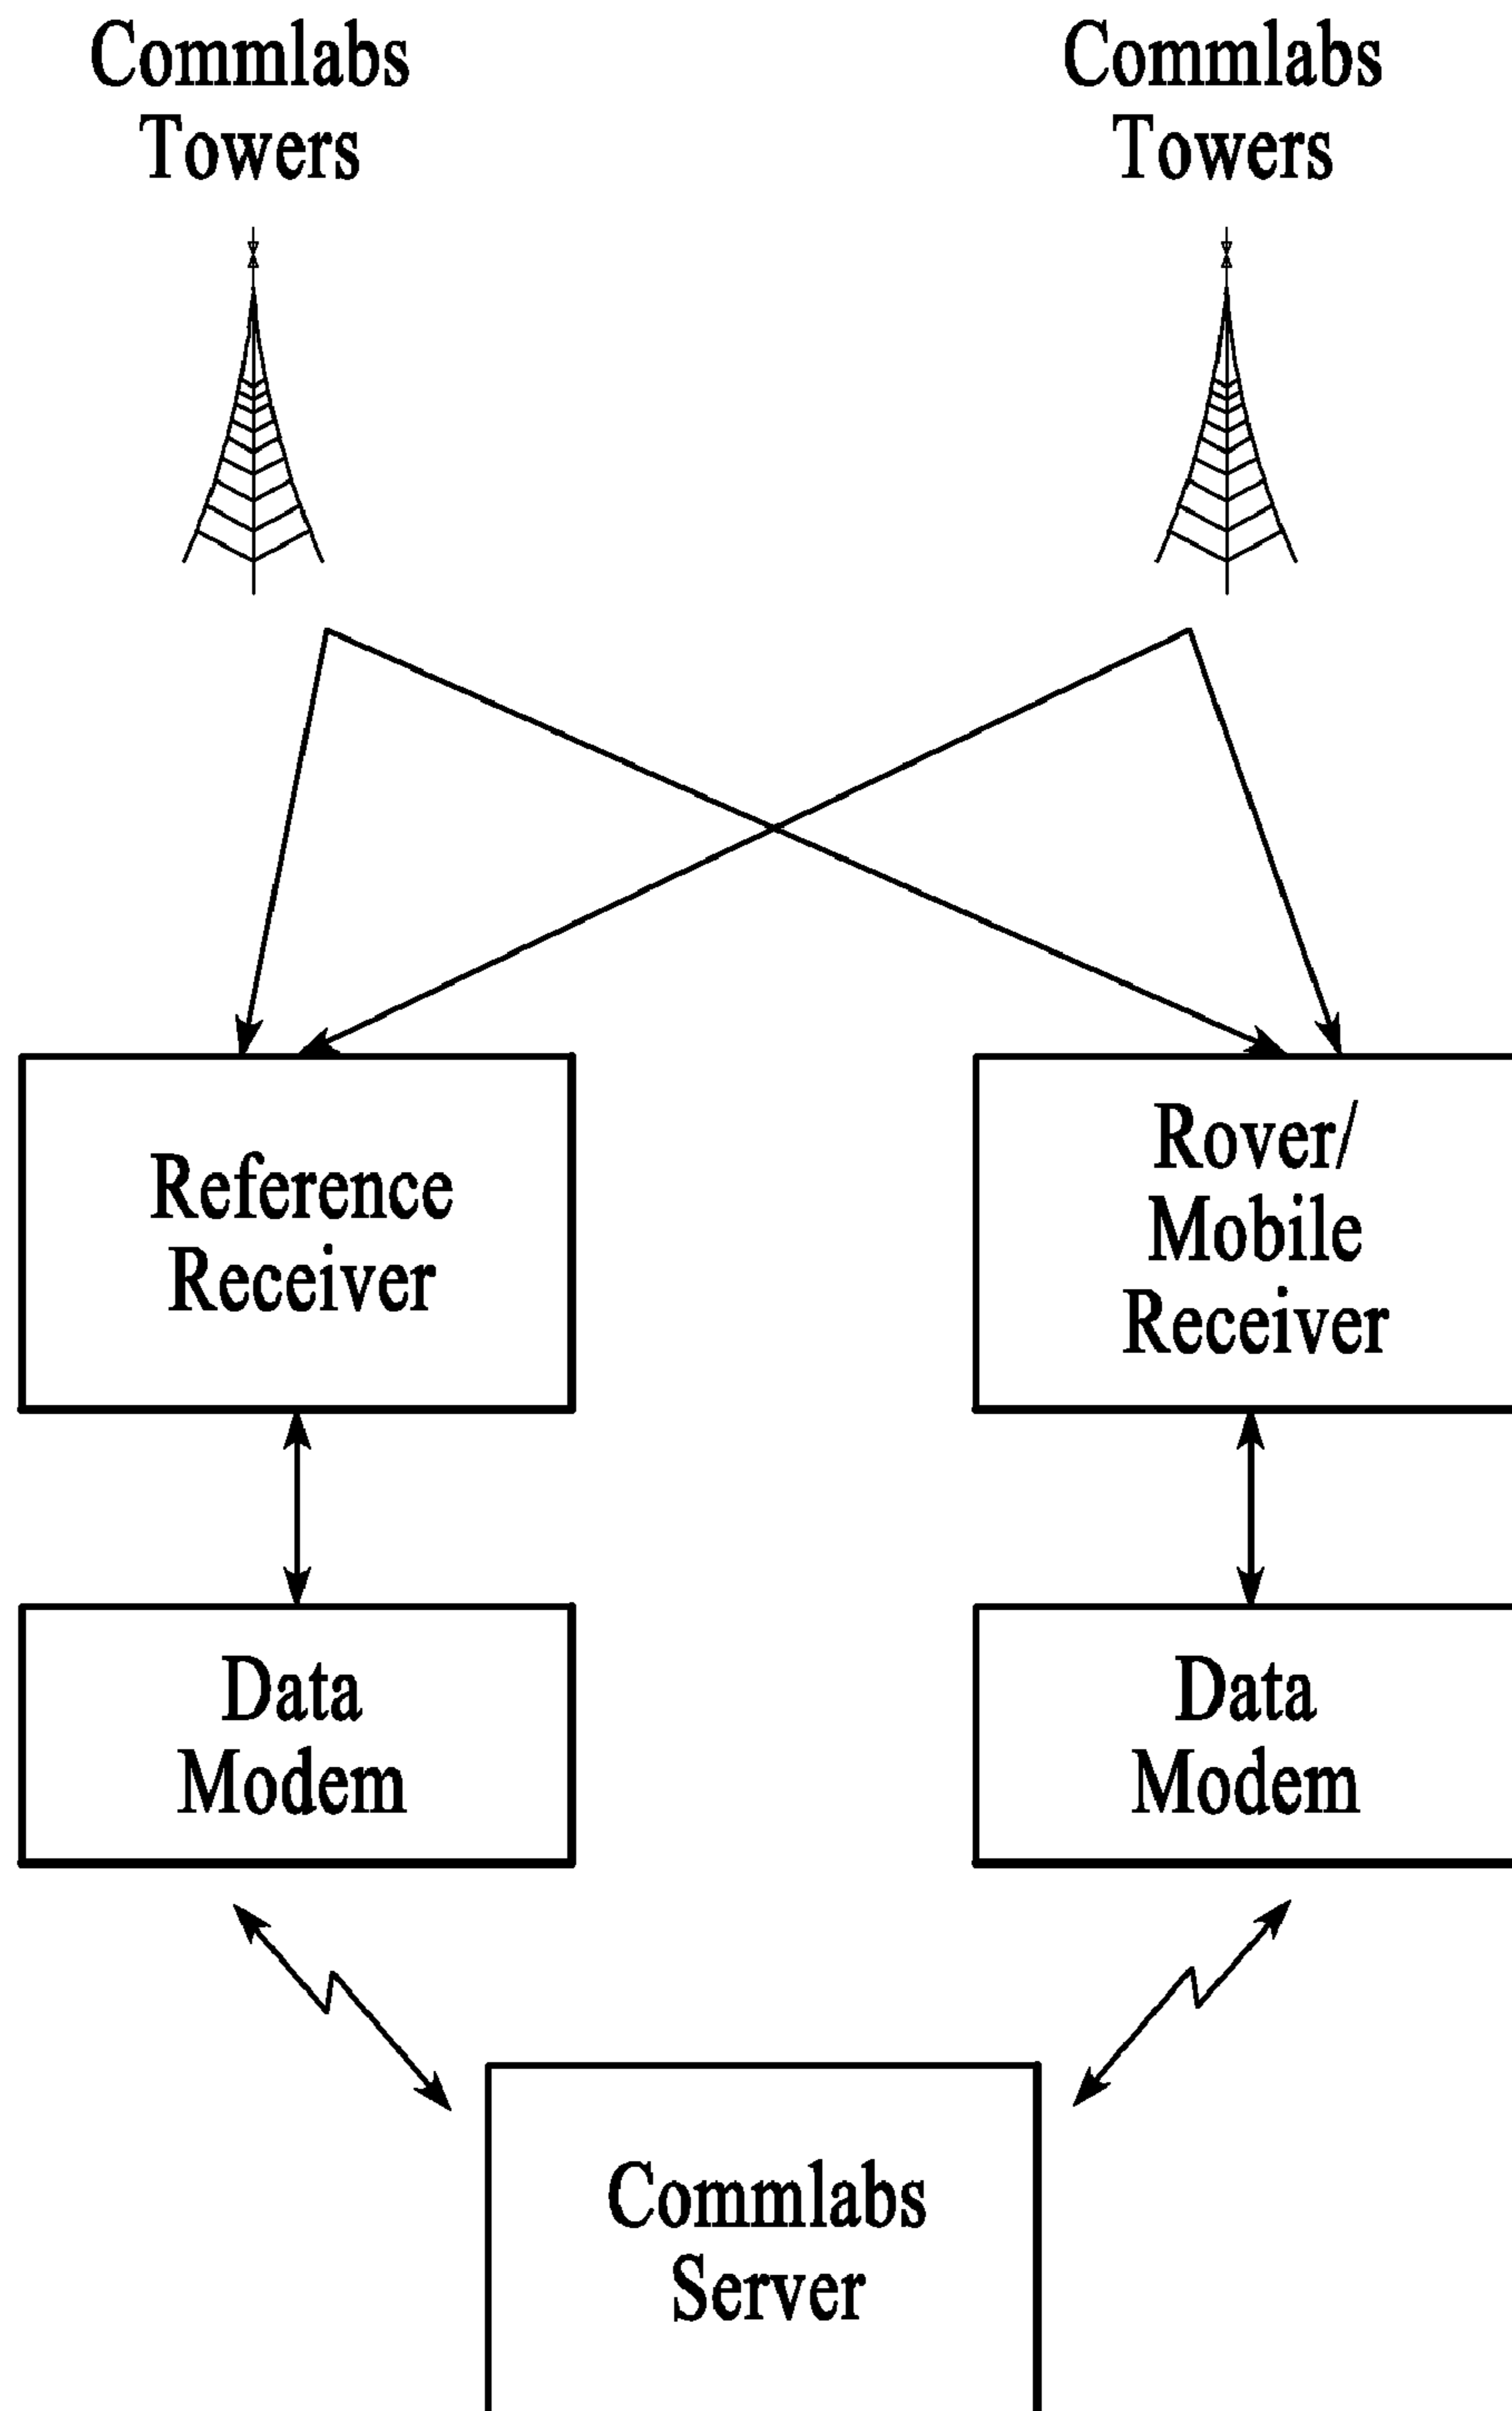 Commlabs
Towers
Commlabs
Towers
Reference
Receiver
Rover/
Mobile
Receiver
Data
Modem
Data
Modem
Commlabs
Server